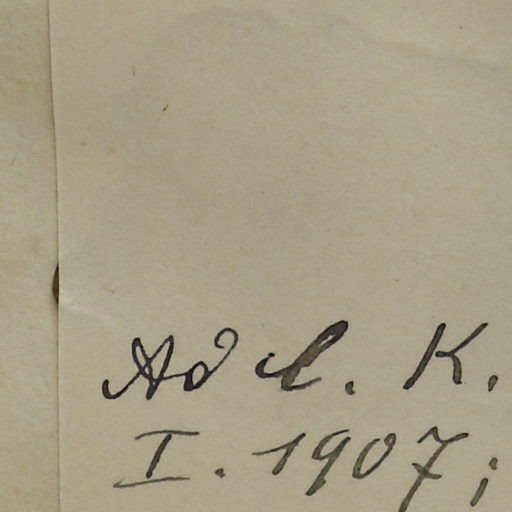 Ad l. K.
I. 1907;